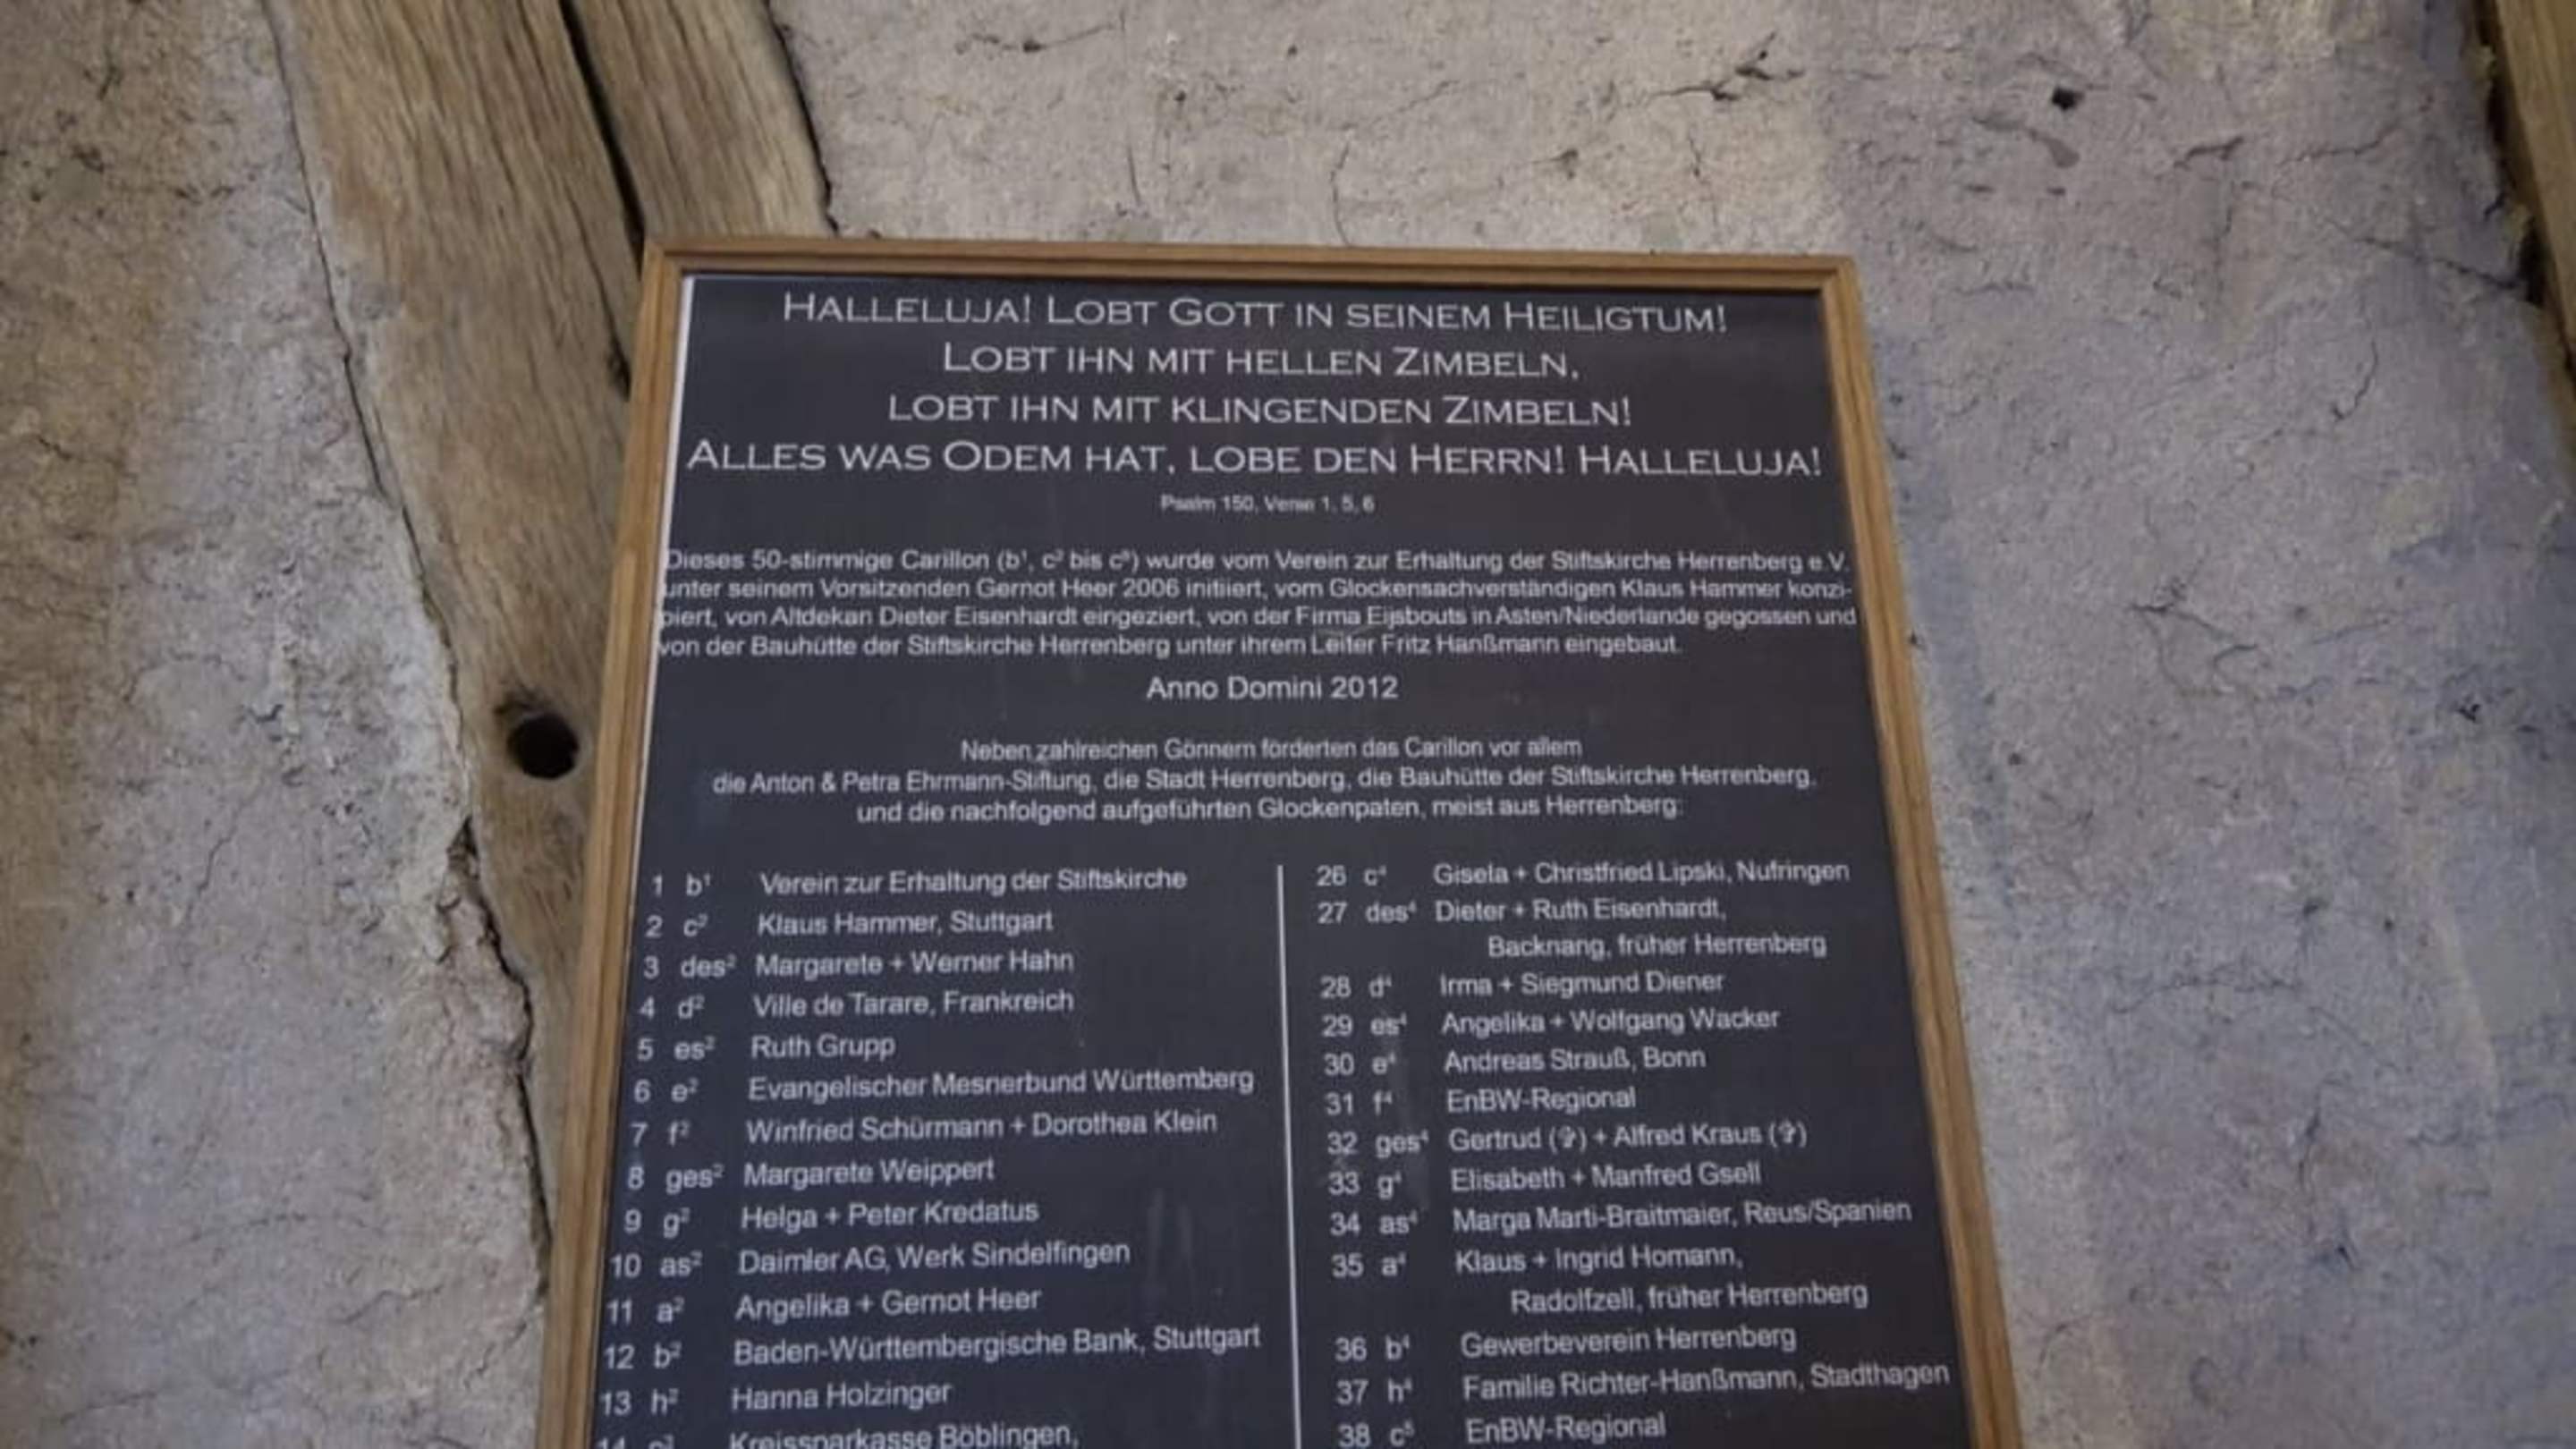 HALLELUJA! LOBT GOTT IN SEINEM HEILIGTUM!
LOBT IHN MIT HELLEN ZIMBELN,
LOBT IHN MIT KLINGENDEN ZIMBELN!
ALLES WAS ODEM HAT, LOBE DEN HERRN! HALLELUJA!
Psalm 150, Verse 1, 5, 6
Dieses 50-stimmige Carillon (b¹, c² bis c⁶) wurde vom Verein zur Erhaltung der Stiftskirche Herrenberg e.V.
unter seinem Vorsitzenden Gernot Heer 2006 initiiert, vom Glockensachverständigen Klaus Hammer konzi-
piert, von Altdekan Dieter Eisenhardt eingeziert, von der Firma Eijsbouts in Asten/Niederlande gegossen und
von der Bauhütte der Stiftskirche Herrenberg unter ihrem Leiter Fritz Hanßmann eingebaut.
Anno Domini 2012
Neben zahlreichen Gönnern förderten das Carillon vor allem
die Anton & Petra Ehrmann-Stiftung, die Stadt Herrenberg, die Bauhütte der Stiftskirche Herrenberg,
und die nachfolgend aufgeführten Glockenpaten, meist aus Herrenberg:
1 b¹ Verein zur Erhaltung der Stiftskirche
2 c² Klaus Hammer, Stuttgart
3 des² Margarete + Werner Hahn
4 d² Ville de Tarare, Frankreich
5 es² Ruth Grupp
6 e² Evangelischer Mesnerbund Württemberg
7 f² Winfried Schürmann + Dorothea Klein
8 ges² Margarete Weippert
9 g² Helga + Peter Kredatus
10 as² Daimler AG, Werk Sindelfingen
11 a² Angelika + Gernot Heer
12 b² Baden-Württembergische Bank, Stuttgart
13 h² Hanna Holzinger
14 c³ Kreissparkasse Böblingen,
26 c⁴ Gisela + Christfried Lipski, Nufringen
27 des⁴ Dieter + Ruth Eisenhardt,
Backnang, früher Herrenberg
28 d⁴ Irma + Siegmund Diener
29 es⁴ Angelika + Wolfgang Wacker
30 e⁴ Andreas Strauß, Bonn
31 f⁴ EnBW-Regional
32 ges⁴ Gertrud (✞) + Alfred Kraus (✞)
33 g⁴ Elisabeth + Manfred Gsell
34 as⁴ Marga Marti-Braitmaier, Reus/Spanien
35 a⁴ Klaus + Ingrid Homann,
Radolfzell, früher Herrenberg
36 b⁴ Gewerbeverein Herrenberg
37 h⁴ Familie Richter-Hanßmann, Stadthagen
38 c⁵ EnBW-Regional